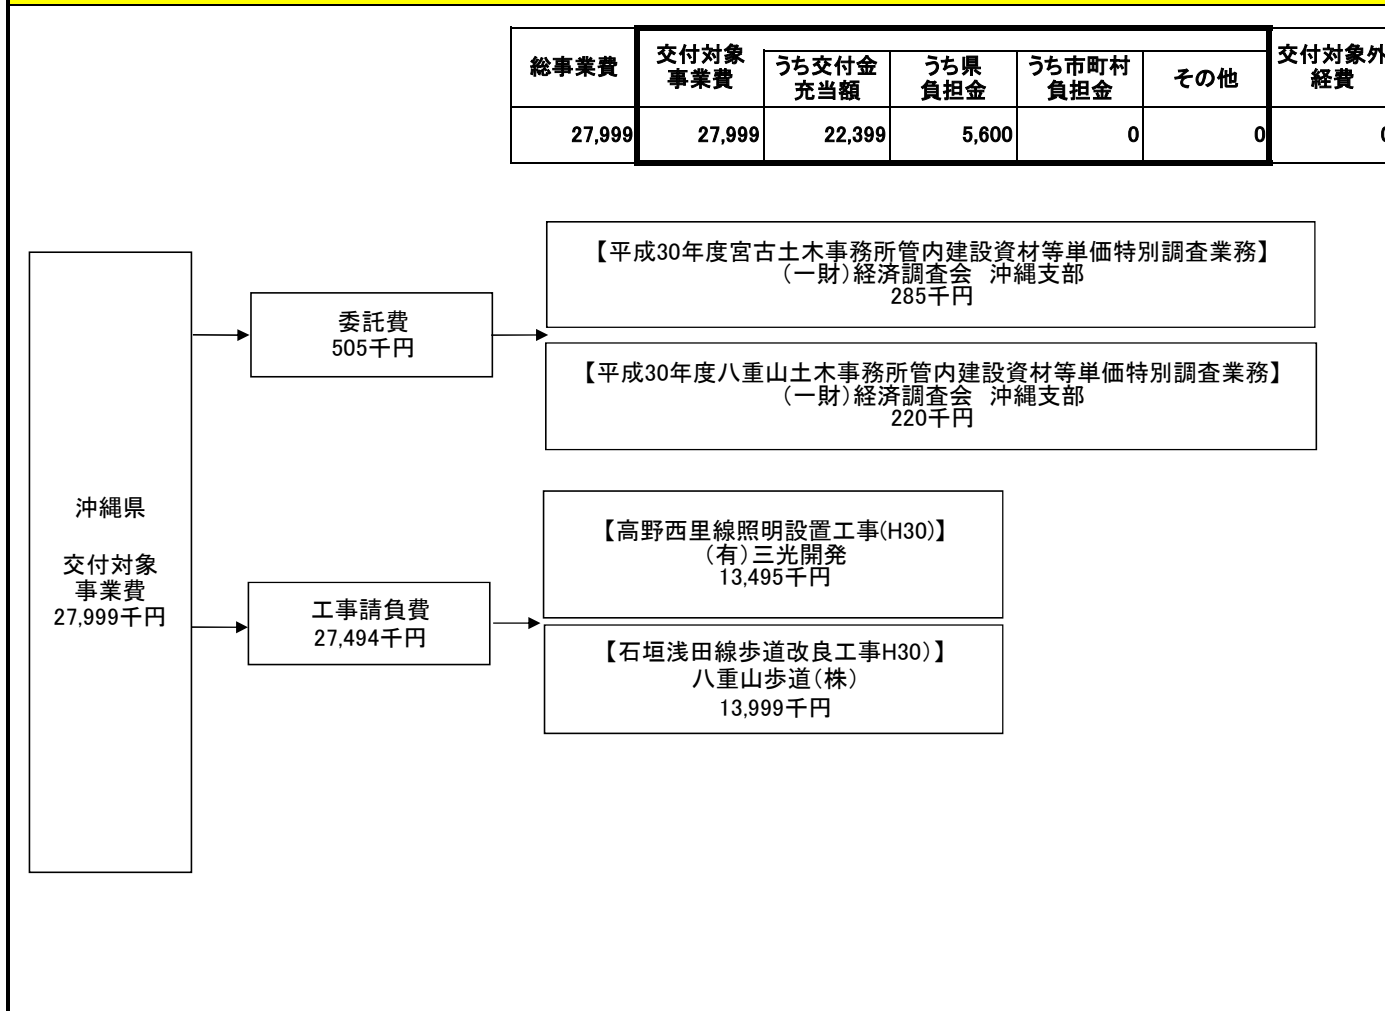 総事業費
交付対象
事業費
うち交付金
充当額
うち県
負担金
うち市町村
負担金
その他
交付対象外
経費
27,999
27,999
22,399
5,600
0
0
0
沖縄県
交付対象
事業費
27,999千円
委託費
505千円
【平成30年度宮古土木事務所管内建設資材等単価特別調査業務】
(一財)経済調査会 沖縄支部
285千円
【平成30年度八重山土木事務所管内建設資材等単価特別調査業務】
(一財)経済調査会 沖縄支部
220千円
工事請負費
27,494千円
【高野西里線照明設置工事(H30)】
(有)三光開発
13,495千円
【石垣浅田線歩道改良工事H30)】
八重山歩道(株)
13,999千円